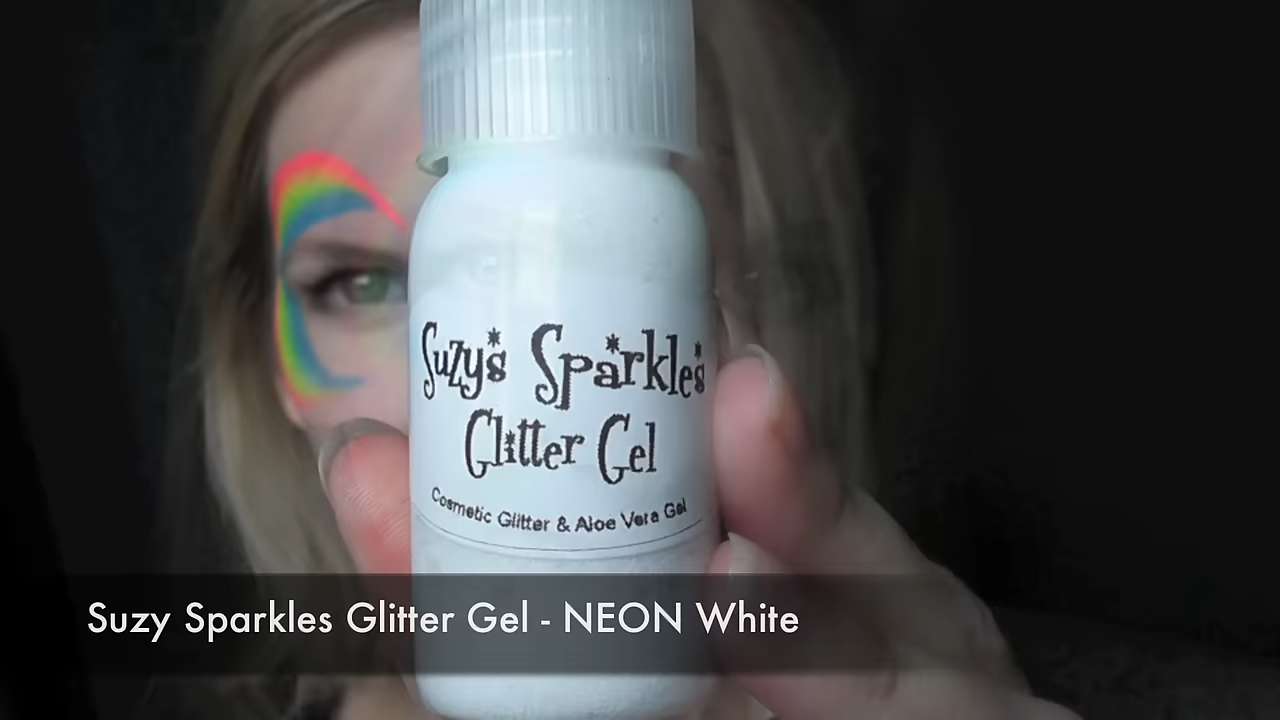 Suzy's Sparkles
Glitter Gel
Cosmetic Glitter & Aloe Vera Gel
Suzy Sparkles Glitter Gel - NEON White